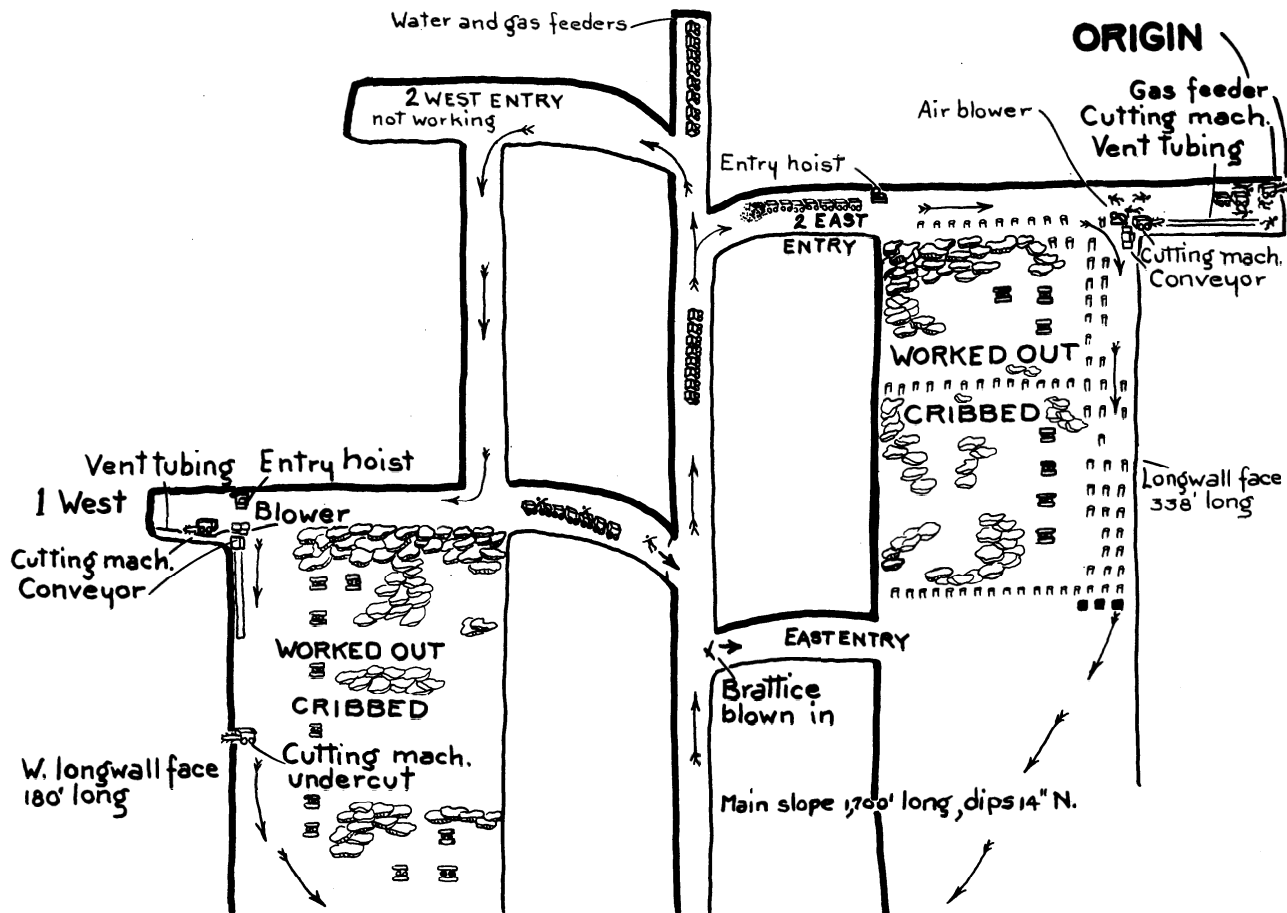 Water and gas feeders
ORIGIN
2 WEST ENTRY
not working
Air blower
Gas feeder
Cutting mach.
Vent tubing
Entry hoist
2 EAST
ENTRY
Cutting mach.
Conveyor
WORKED OUT
CRIBBED
Longwall face
338' long
Vent tubing
Entry hoist
1 West
Blower
Cutting mach.
Conveyor
EAST ENTRY
WORKED OUT
CRIBBED
Brattice
blown in
Cutting mach.
undercut
W. longwall face
180' long
Main slope 1,700' long, dips 14" N.